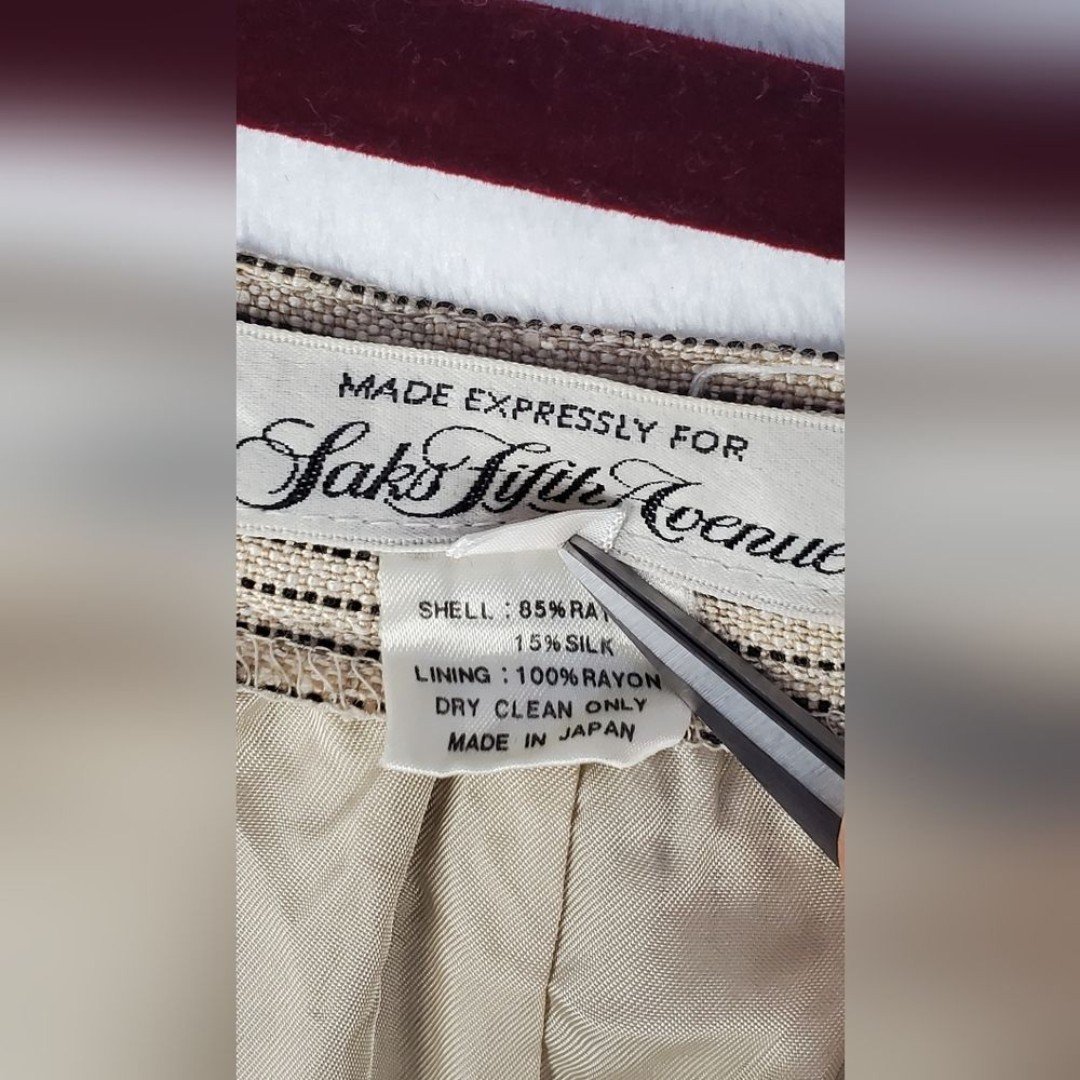 MADE EXPRESSLY FOR
Saks Fifth Avenue
SHELL : 85% RAY
15% SILK
LINING : 100% RAYON
DRY CLEAN ONLY
MADE IN JAPAN